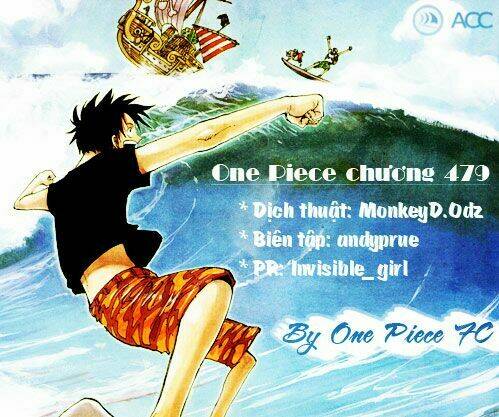 ACC
One Piece chương 479
* Dịch thuật: MonkeyD.Odz
* Biên tập: andyprue
* PR: Invisible_girl
By One Piece FC